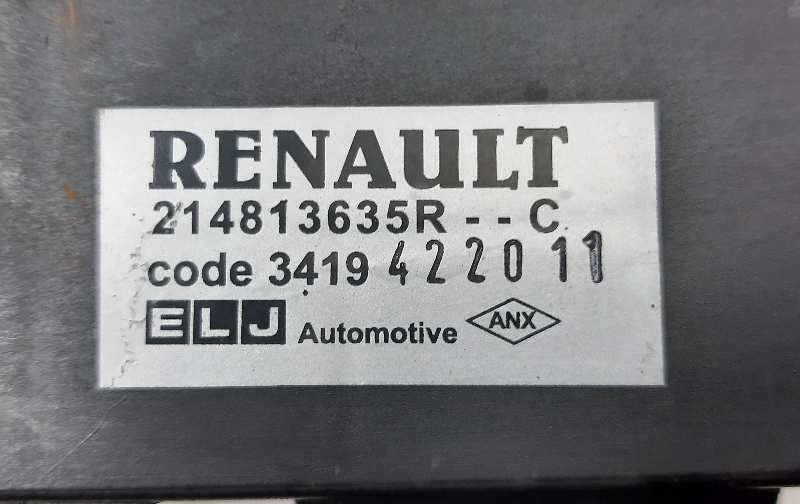 RENAULT
214813635R - - C
code 3419 422011
ELJ Automotive ANX